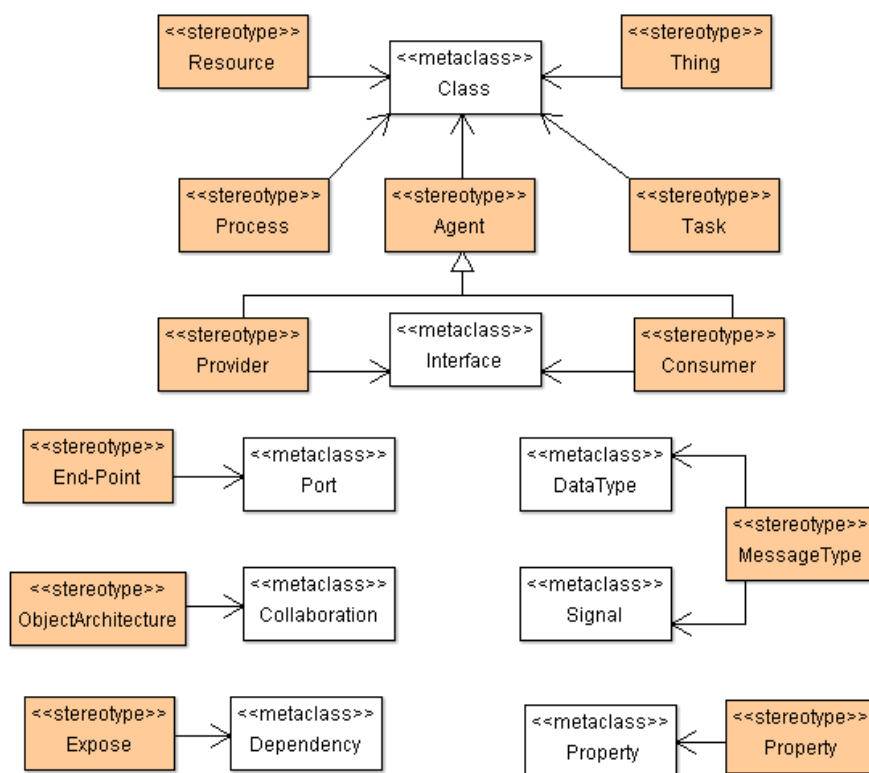 <<stereotype>>
Resource
<<metaclass>>
Class
<<stereotype>>
Thing
<<stereotype>>
Process
<<stereotype>>
Agent
<<stereotype>>
Task
<<stereotype>>
Provider
<<metaclass>>
Interface
<<stereotype>>
Consumer
<<stereotype>>
End-Point
<<metaclass>>
Port
<<metaclass>>
DataType
<<stereotype>>
MessageType
<<stereotype>>
ObjectArchitecture
<<metaclass>>
Collaboration
<<metaclass>>
Signal
<<stereotype>>
Expose
<<metaclass>>
Dependency
<<metaclass>>
Property
<<stereotype>>
Property